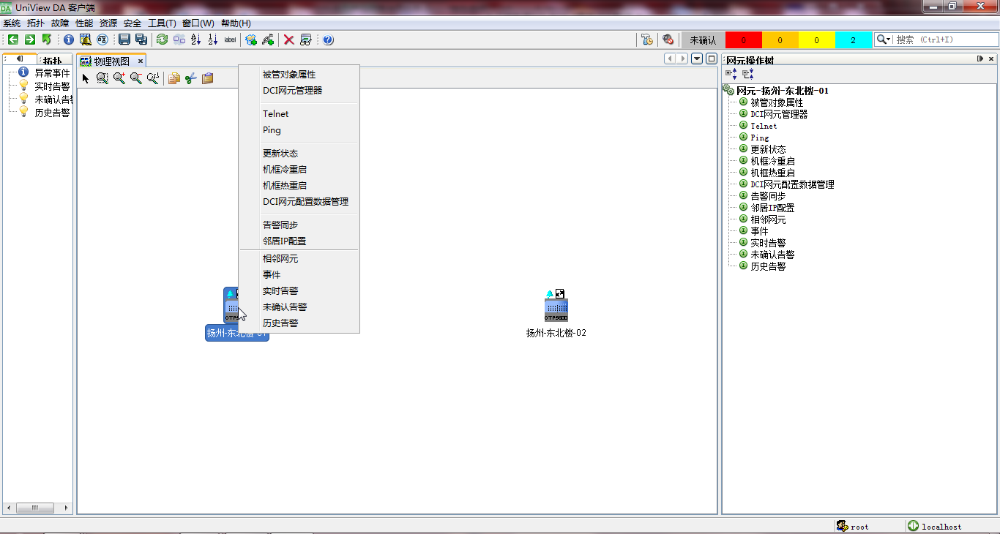 DA UniView DA 客户端
系统 拓扑 故障 性能 资源 安全 工具(T) 窗口(W) 帮助(H)
label
未确认 0 0 0 2 搜索 (Ctrl+I)
拓扑
异常事件
实时告警
未确认告
历史告警
物理视图
被管对象属性
DCI网元管理器
Telnet
Ping
更新状态
机框冷重启
机框热重启
DCI网元配置数据管理
告警同步
邻居IP配置
相邻网元
事件
实时告警
未确认告警
历史告警
扬州-东北楼-01
扬州-东北楼-02
网元操作树
网元-扬州-东北楼-01
被管对象属性
DCI网元管理器
Telnet
Ping
更新状态
机框冷重启
机框热重启
DCI网元配置数据管理
告警同步
邻居IP配置
相邻网元
事件
实时告警
未确认告警
历史告警
root localhost